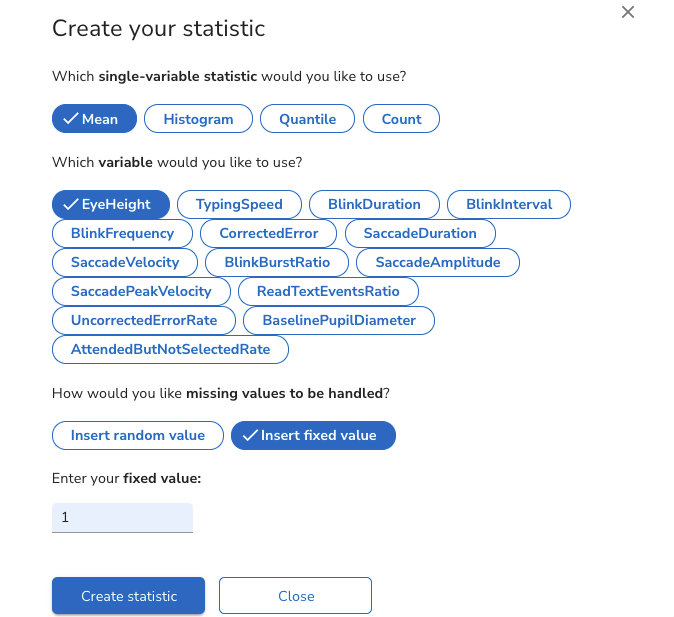 Create your statistic
Which single-variable statistic would you like to use?
Mean Histogram Quantile Count
Which variable would you like to use?
EyeHeight TypingSpeed BlinkDuration BlinkInterval
BlinkFrequency CorrectedError SaccadeDuration
SaccadeVelocity BlinkBurstRatio SaccadeAmplitude
SaccadePeakVelocity ReadTextEventsRatio
UncorrectedErrorRate BaselinePupilDiameter
AttendedButNotSelectedRate
How would you like missing values to be handled?
Insert random value Insert fixed value
Enter your fixed value:
1
Create statistic Close